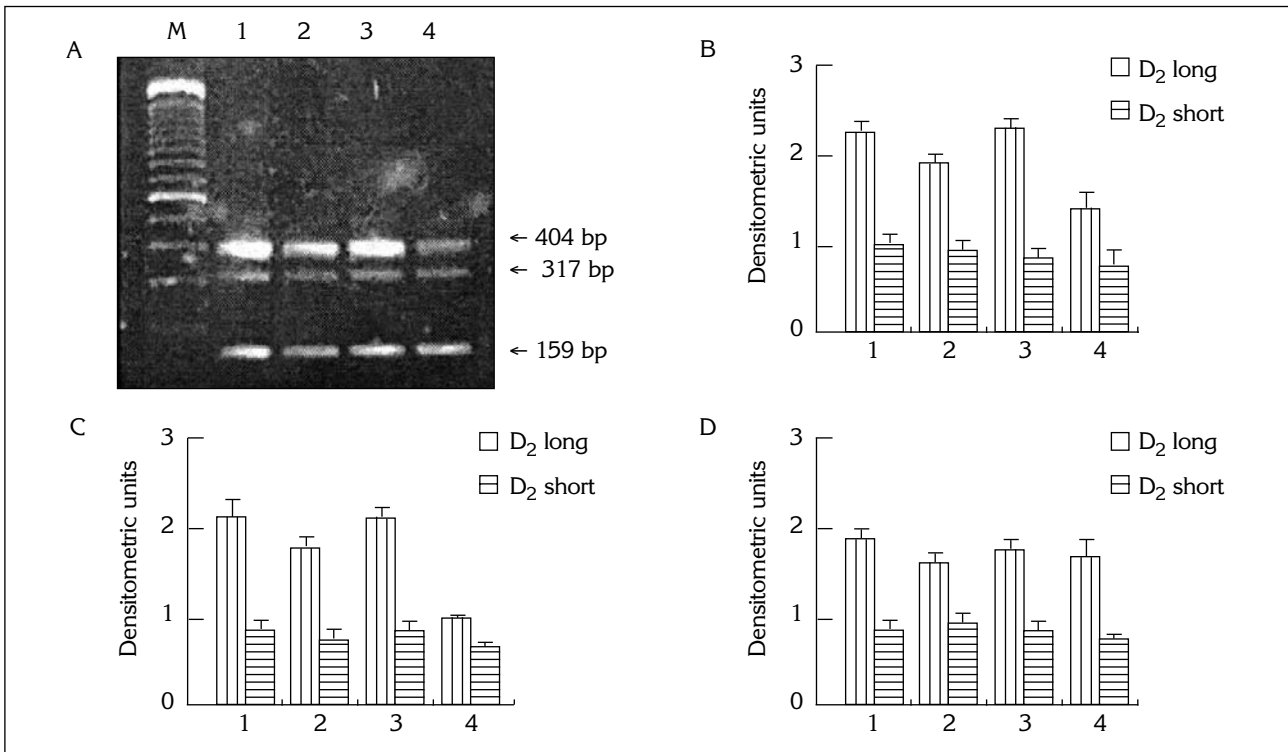 A
M 1 2 3 4
← 404 bp
← 317 bp
← 159 bp
B
D₂ long
D₂ short
Densitometric units
3
2
1
0
1 2 3 4
C
D₂ long
D₂ short
Densitometric units
3
2
1
0
1 2 3 4
D
D₂ long
D₂ short
Densitometric units
3
2
1
0
1 2 3 4